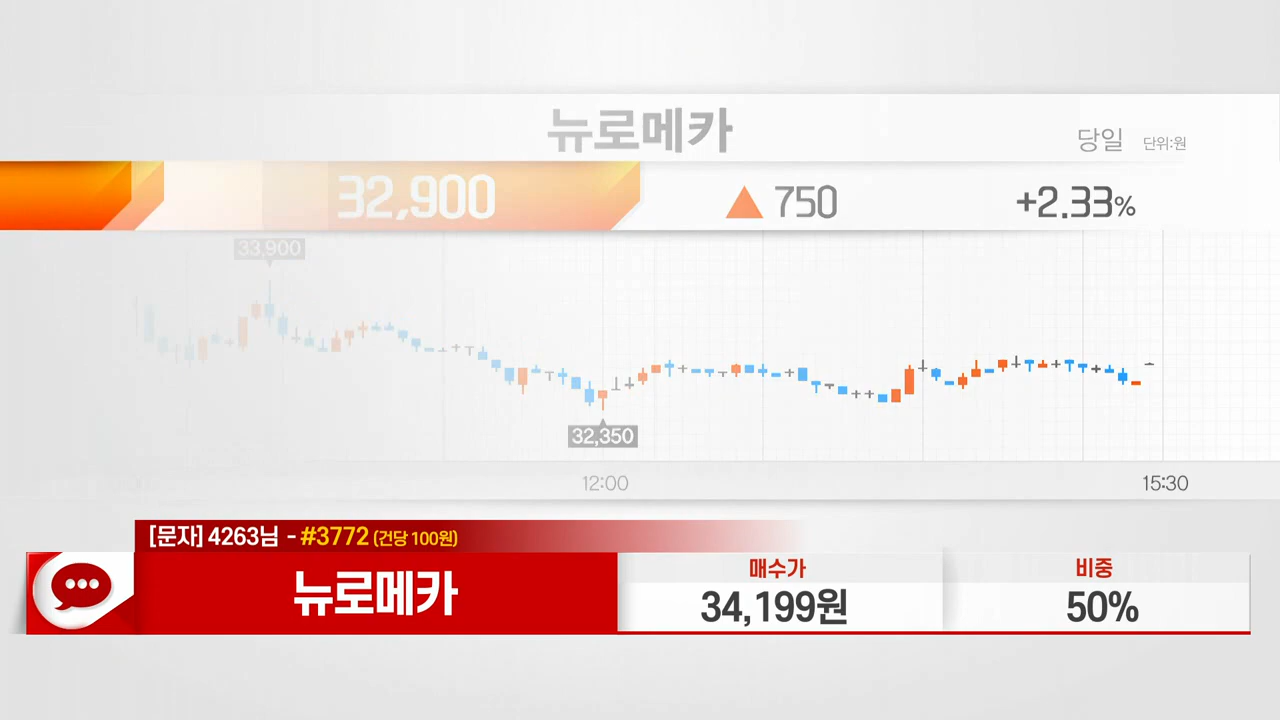 뉴로메카
당일 단위:원
32,900 ▲ 750 +2.33%
33,900
32,350
12:00 15:30
[문자] 4263님 - #3772 (건당 100원)
뉴로메카
매수가
34,199원
비중
50%